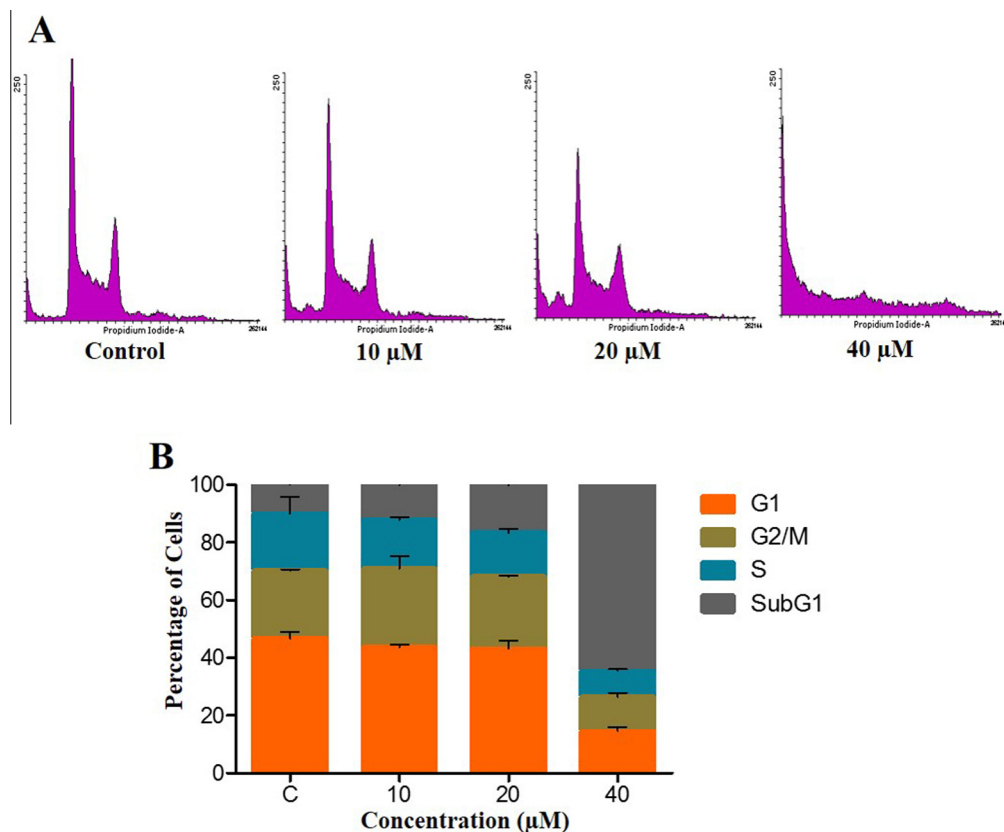 A
250
250
250
250
Propidium Iodide-A 262144
Propidium Iodide-A 262144
Propidium Iodide-A 262144
Propidium Iodide-A 262144
Control
10 µM
20 µM
40 µM
B
Percentage of Cells
100
80
60
40
20
0
C 10 20 40
Concentration (µM)
G1
G2/M
S
SubG1